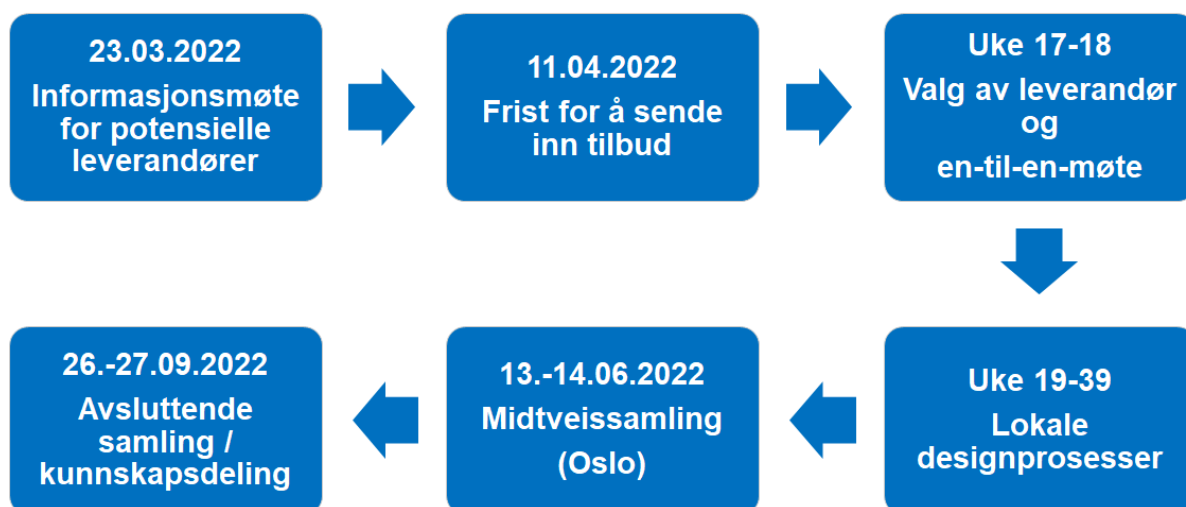 23.03.2022
Informasjonsmøte
for potensielle
leverandører
11.04.2022
Frist for å sende
inn tilbud
Uke 17-18
Valg av leverandør
og
en-til-en-møte
Uke 19-39
Lokale
designprosesser
13.-14.06.2022
Midtveissamling
(Oslo)
26.-27.09.2022
Avsluttende
samling /
kunnskapsdeling